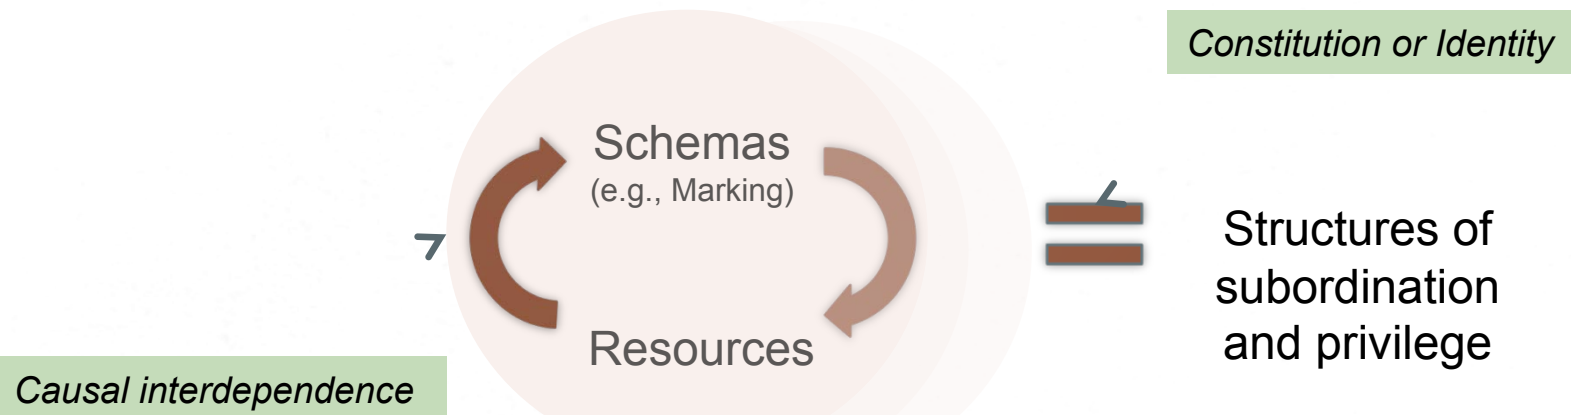 Constitution or Identity
Schemas
(e.g., Marking)
Structures of
subordination
and privilege
Resources
Causal interdependence